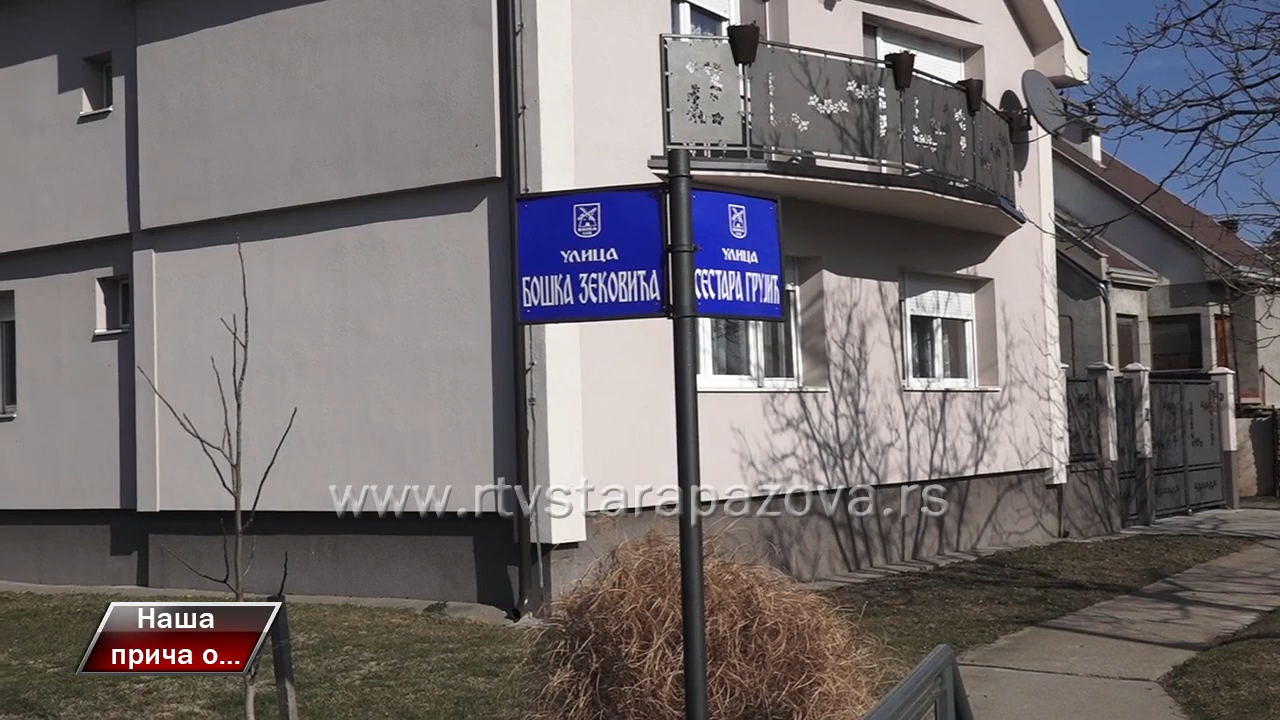 УЛИЦА
БОШКА ЗЕКОВИЋА
УЛИЦА
СЕСТАРА ГРУЈИЋ
www.rtvstarapazova.rs
Наша
прича о...